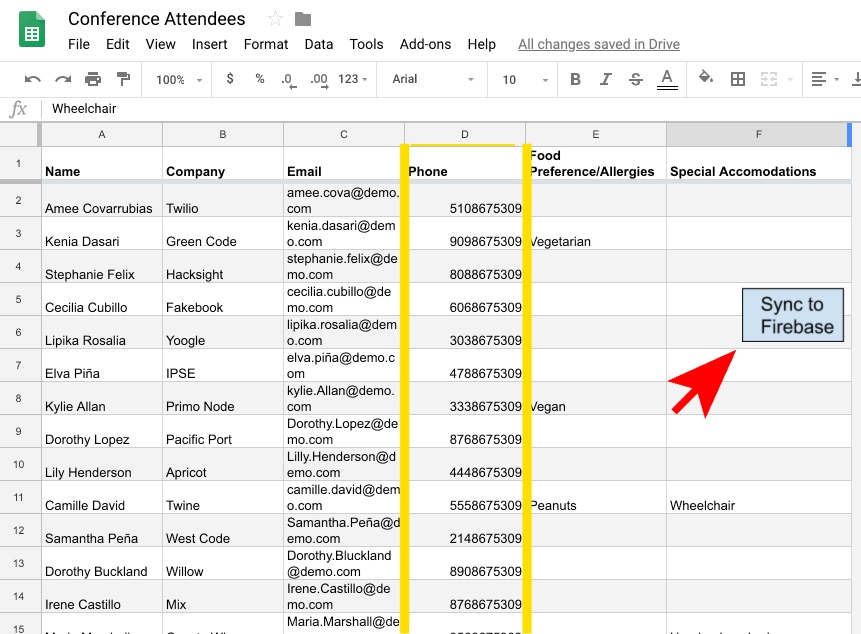 Conference Attendees
File Edit View Insert Format Data Tools Add-ons Help All changes saved in Drive
100% $ % .0 .00 123 Arial 10 B I S A
fx Wheelchair
A B C D E F
1 Name Company Email Phone Food Preference/Allergies Special Accomodations
2 Amee Covarrubias Twilio amee.cova@demo.com 5108675309
3 Kenia Dasari Green Code kenia.dasari@demo.com 9098675309 Vegetarian
4 Stephanie Felix Hacksight stephanie.felix@demo.com 8088675309
5 Cecilia Cubillo Fakebook cecilia.cubillo@demo.com 6068675309
Sync to
Firebase
6 Lipika Rosalia Yoogle lipika.rosalia@demo.com 3038675309
7 Elva Piña IPSE elva.piña@demo.com 4788675309
8 Kylie Allan Primo Node kylie.Allan@demo.com 3338675309 Vegan
9 Dorothy Lopez Pacific Port Dorothy.Lopez@demo.com 8768675309
10 Lily Henderson Apricot Lilly.Henderson@demo.com 4448675309
11 Camille David Twine camille.david@demo.com 5558675309 Peanuts Wheelchair
12 Samantha Peña West Code Samantha.Peña@demo.com 2148675309
13 Dorothy Buckland Willow Dorothy.Bluckland@demo.com 8908675309
14 Irene Castillo Mix Irene.Castillo@demo.com 8768675309
15 Maria.Marshall@de